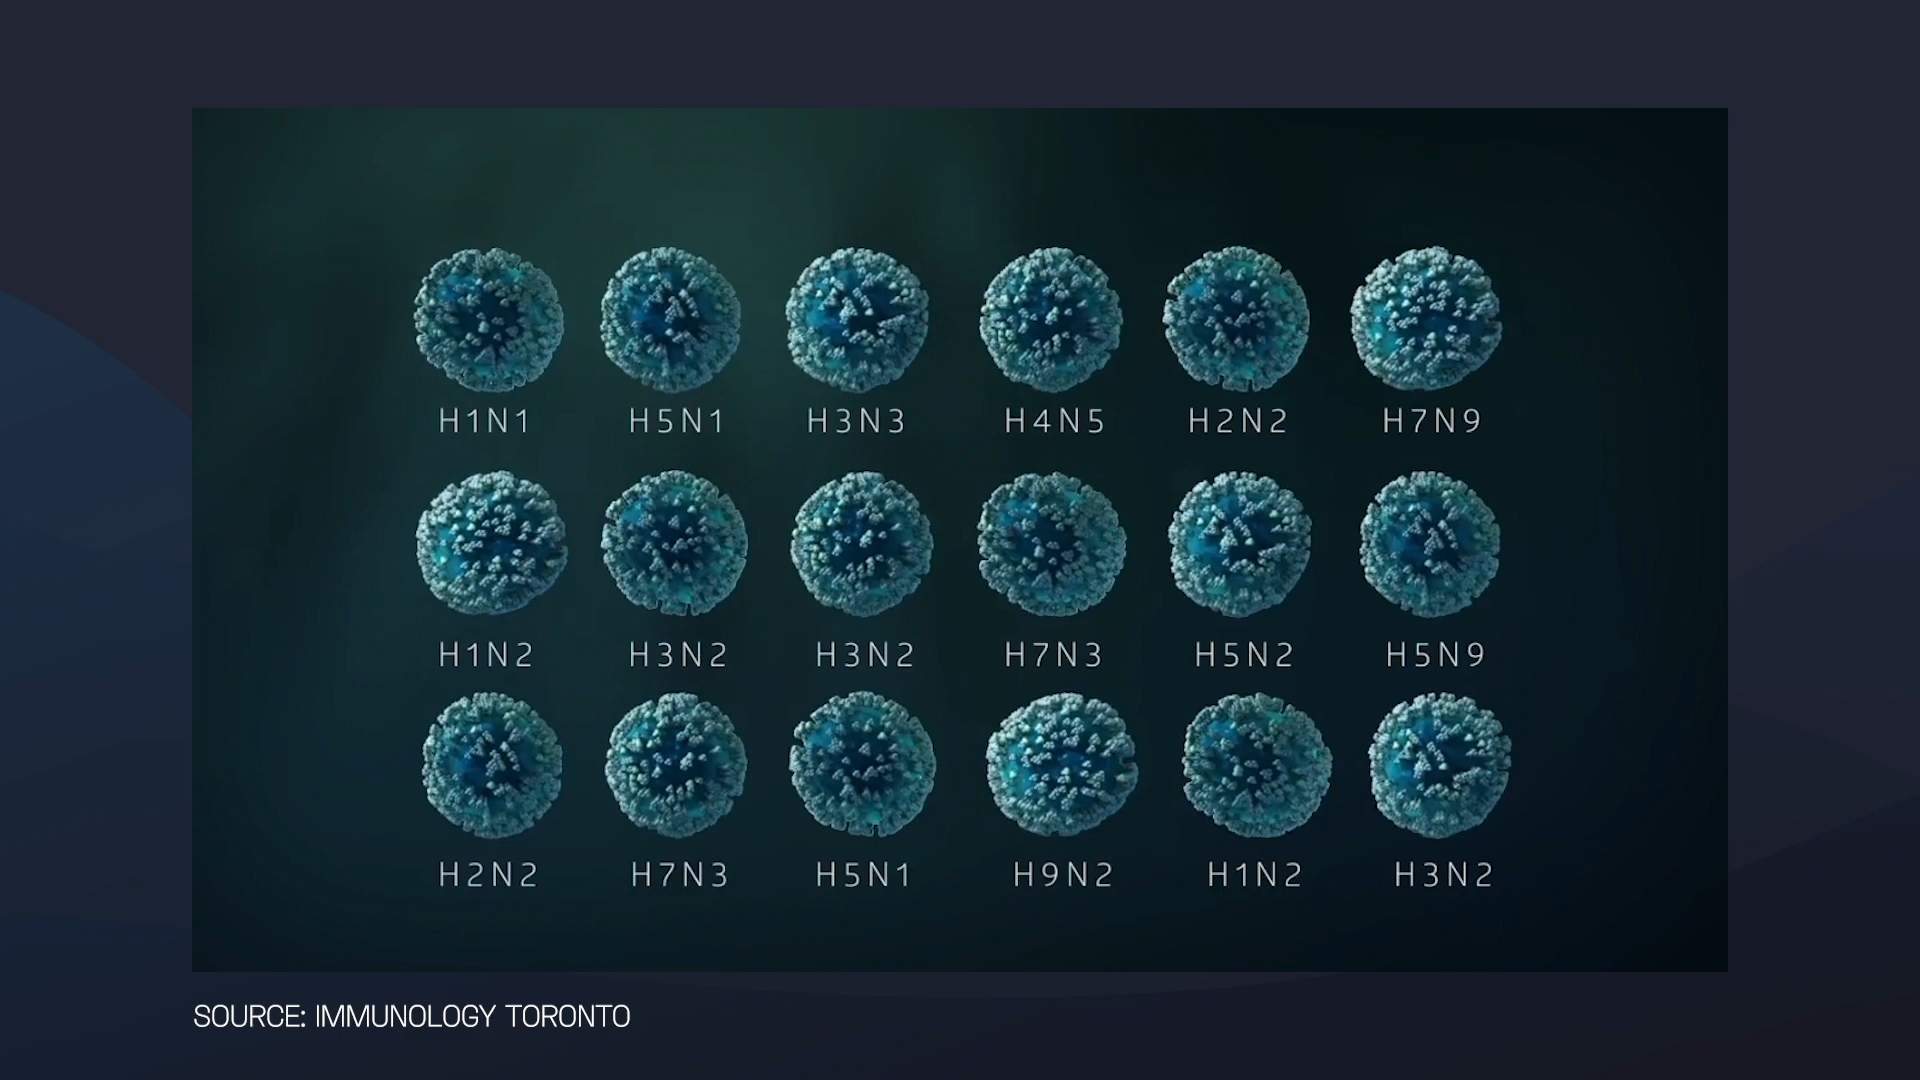 H1N1 H5N1 H3N3 H4N5 H2N2 H7N9
H1N2 H3N2 H3N2 H7N3 H5N2 H5N9
H2N2 H7N3 H5N1 H9N2 H1N2 H3N2
SOURCE: IMMUNOLOGY TORONTO